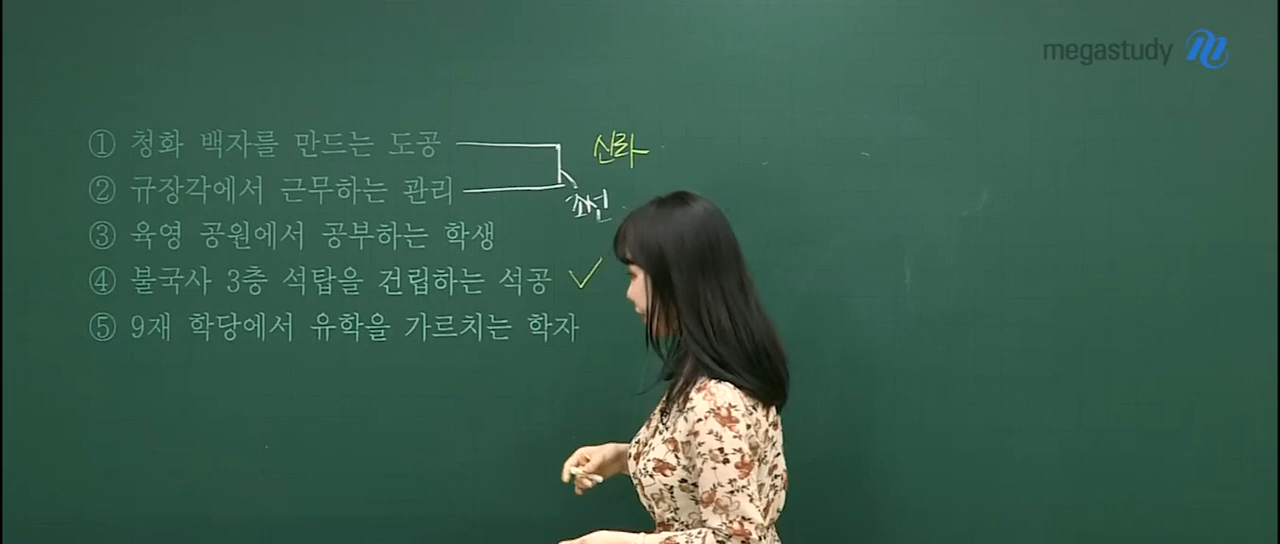 megastudy
① 청화 백자를 만드는 도공
신라
② 규장각에서 근무하는 관리
조선
③ 육영 공원에서 공부하는 학생
④ 불국사 3층 석탑을 건립하는 석공
⑤ 9재 학당에서 유학을 가르치는 학자